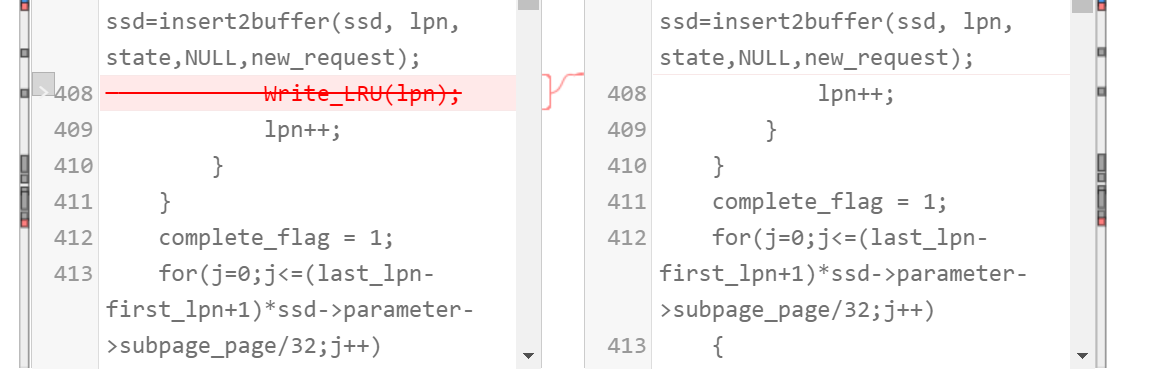 ssd=insert2buffer(ssd, lpn,
state,NULL,new_request);
408 Write_LRU(lpn);
409 lpn++;
410 }
411 }
412 complete_flag = 1;
413 for(j=0;j<=(last_lpn-
first_lpn+1)*ssd->parameter-
>subpage_page/32;j++)
ssd=insert2buffer(ssd, lpn,
state,NULL,new_request);
408 lpn++;
409 }
410 }
411 complete_flag = 1;
412 for(j=0;j<=(last_lpn-
first_lpn+1)*ssd->parameter-
>subpage_page/32;j++)
413 {